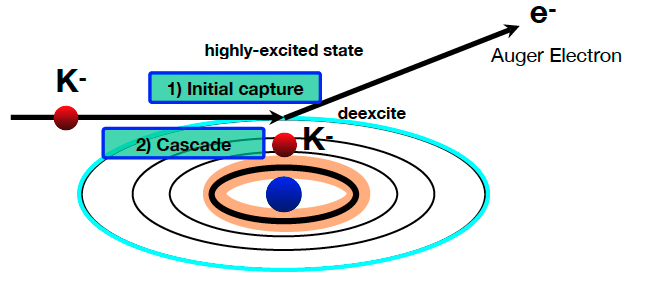 e-
highly-excited state
Auger Electron
K-
1) Initial capture
deexcite
2) Cascade
K-